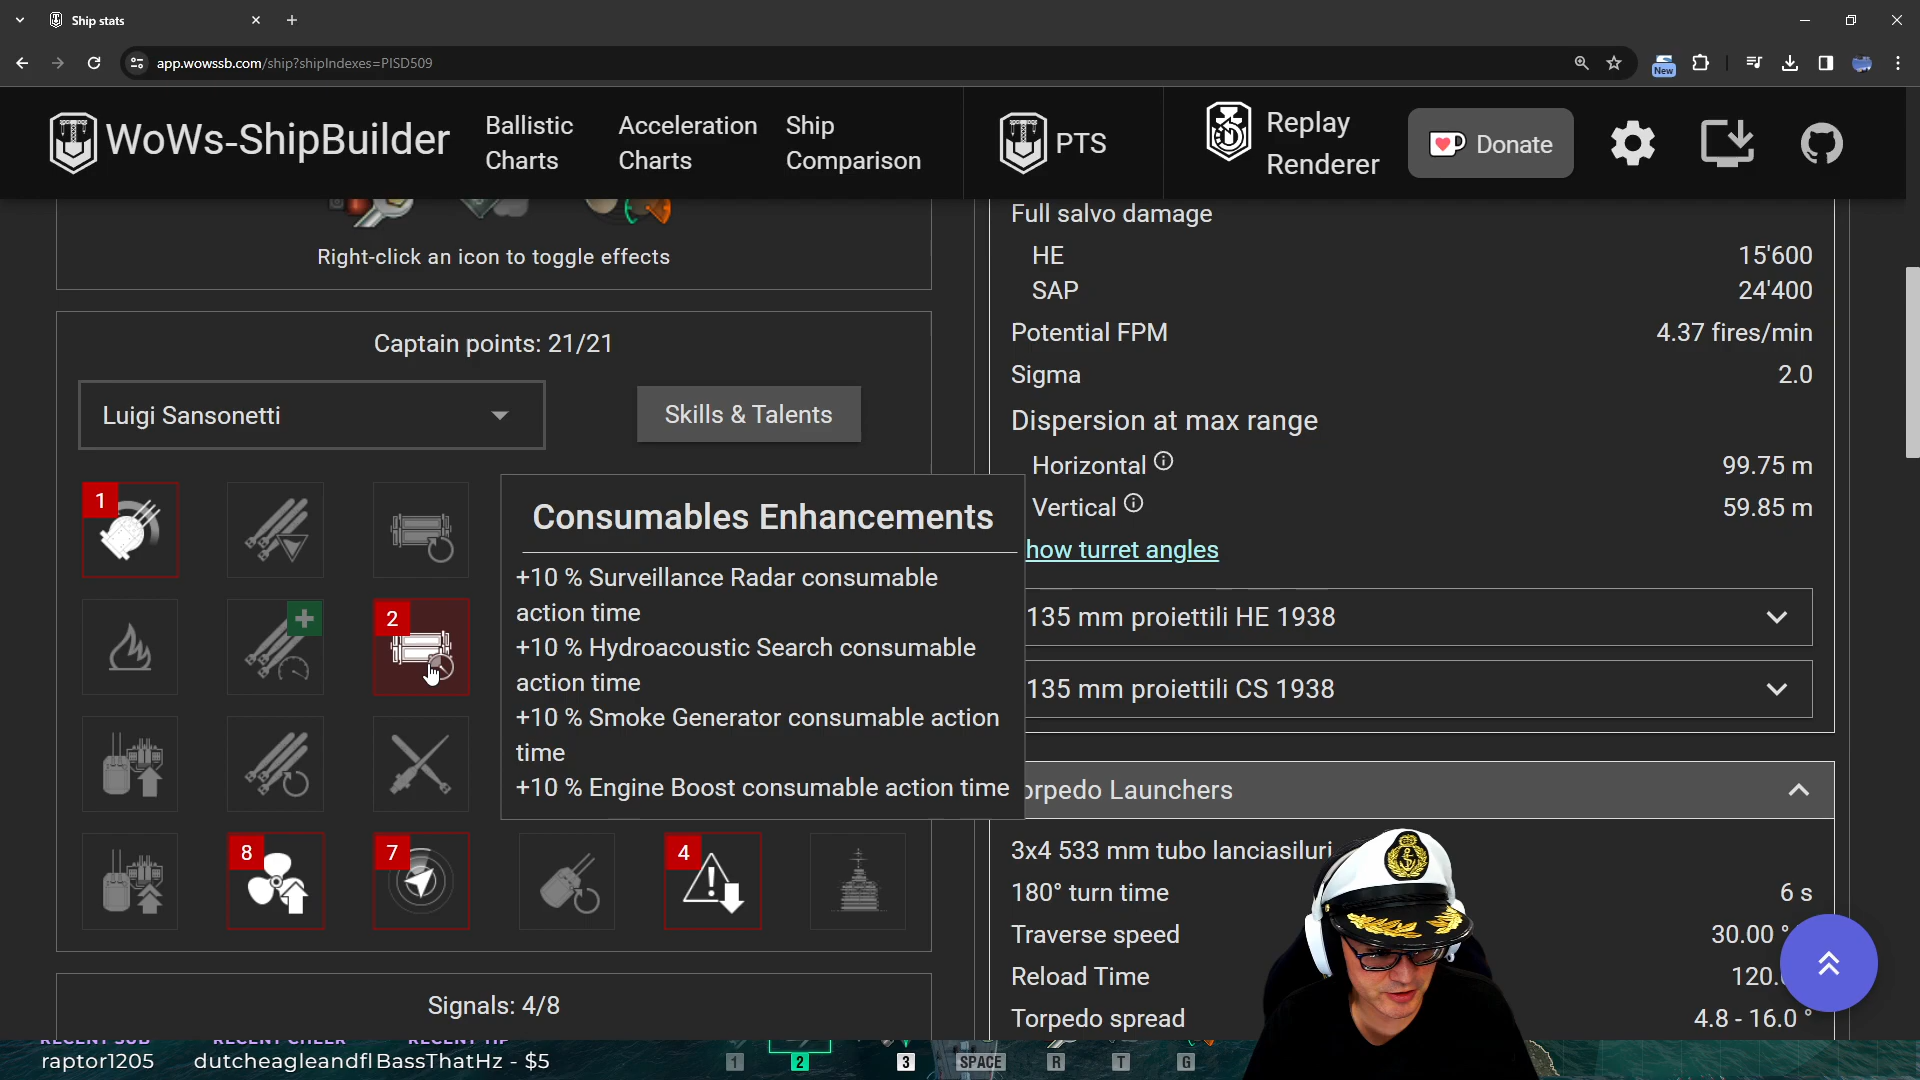 Ship stats
app.wowssb.com/ship?shipIndexes=PISD509
New
WoWs-ShipBuilder
Ballistic
Charts
Acceleration
Charts
Ship
Comparison
PTS
Replay
Renderer
Donate
Right-click an icon to toggle effects
Captain points: 21/21
Luigi Sansonetti
Skills & Talents
1
2
8
7
4
Consumables Enhancements
+10 % Surveillance Radar consumable
action time
+10 % Hydroacoustic Search consumable
action time
+10 % Smoke Generator consumable action
time
+10 % Engine Boost consumable action time
Signals: 4/8
Full salvo damage
HE 15'600
SAP 24'400
Potential FPM 4.37 fires/min
Sigma 2.0
Dispersion at max range
Horizontal 99.75 m
Vertical 59.85 m
how turret angles
135 mm proiettili HE 1938
135 mm proiettili CS 1938
orpedo Launchers
3x4 533 mm tubo lanciasiluri
180° turn time 6 s
Traverse speed 30.00 °
Reload Time 120.
Torpedo spread 4.8 - 16.0 °
RECENT SUB RECENT CHEER RECENT TIP
raptor1205 dutcheagleandfl BassThatHz - $5
1 2 3 SPACE R T G